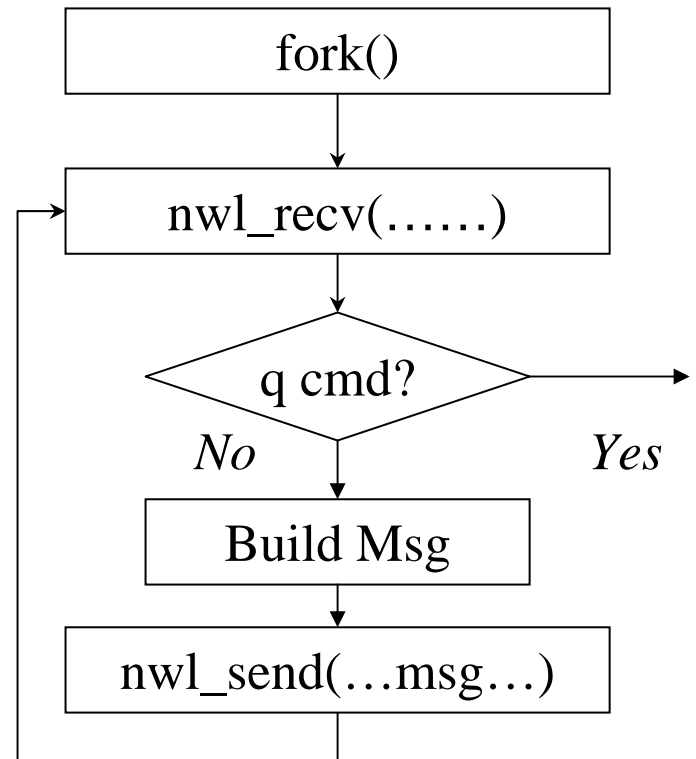 fork()
nwl_recv(……)
q cmd?
No
Yes
Build Msg
nwl_send(…msg…)